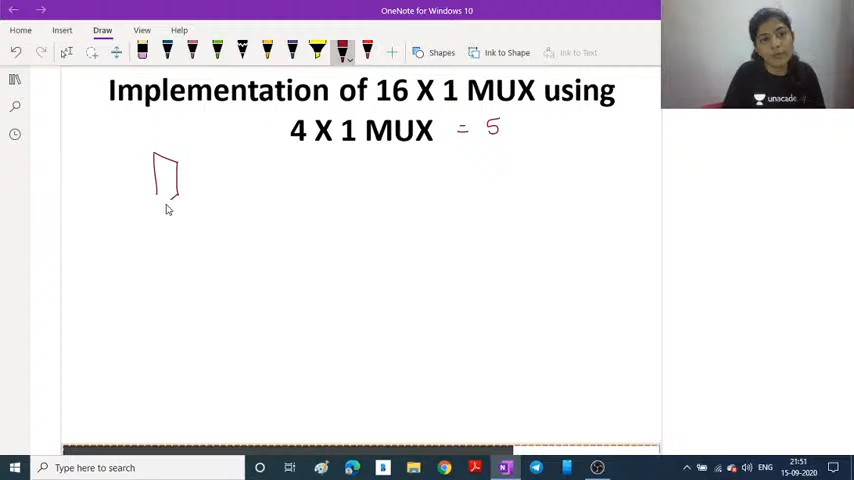 OneNote for Windows 10
Home Insert Draw View Help
Shapes Ink to Shape Ink to Text
Implementation of 16 X 1 MUX using
4 X 1 MUX = 5
unacade
Type here to search
ENG
21:51
15-09-2020